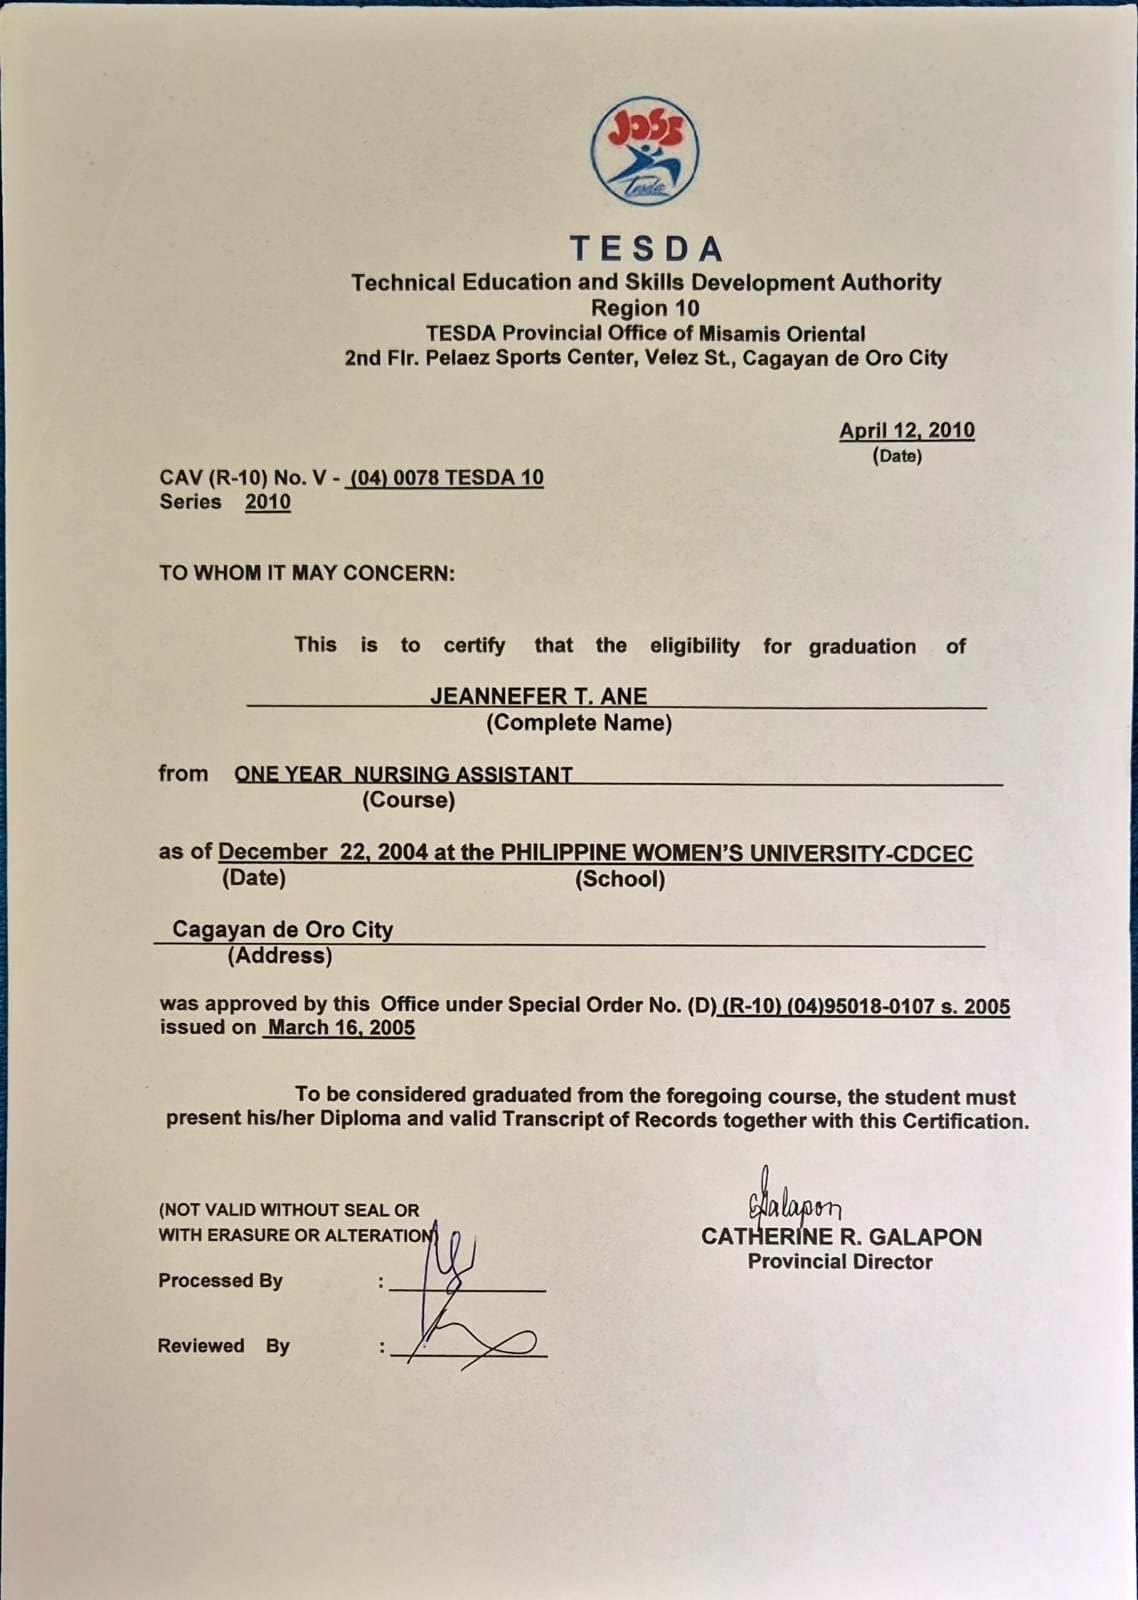 JOBS
Tesda
TESDA
Technical Education and Skills Development Authority
Region 10
TESDA Provincial Office of Misamis Oriental
2nd Flr. Pelaez Sports Center, Velez St., Cagayan de Oro City
April 12, 2010
(Date)
CAV (R-10) No. V - (04) 0078 TESDA 10
Series 2010
TO WHOM IT MAY CONCERN:
This is to certify that the eligibility for graduation of
JEANNEFER T. ANE
(Complete Name)
from ONE YEAR NURSING ASSISTANT
(Course)
as of December 22, 2004 at the PHILIPPINE WOMEN'S UNIVERSITY-CDCEC
(Date) (School)
Cagayan de Oro City
(Address)
was approved by this Office under Special Order No. (D) (R-10) (04)95018-0107 s. 2005
issued on March 16, 2005
To be considered graduated from the foregoing course, the student must
present his/her Diploma and valid Transcript of Records together with this Certification.
(NOT VALID WITHOUT SEAL OR
WITH ERASURE OR ALTERATION)
Galapon
CATHERINE R. GALAPON
Provincial Director
Processed By :
Reviewed By :